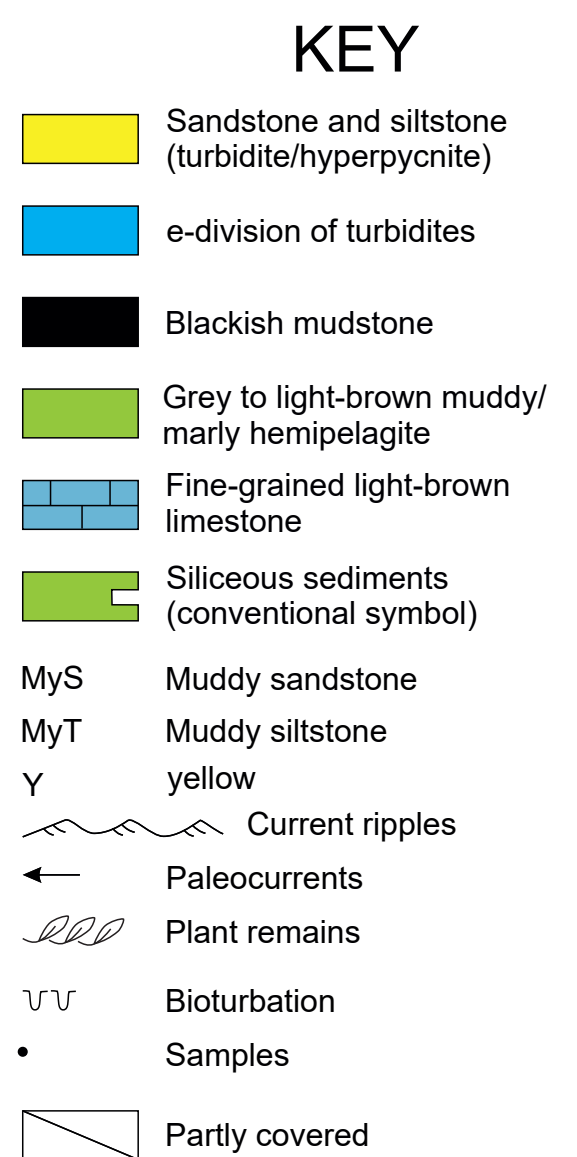 KEY
Sandstone and siltstone
(turbidite/hyperpycnite)
e-division of turbidites
Blackish mudstone
Grey to light-brown muddy/
marly hemipelagite
Fine-grained light-brown
limestone
Siliceous sediments
(conventional symbol)
MyS Muddy sandstone
MyT Muddy siltstone
Y yellow
Current ripples
Paleocurrents
Plant remains
Bioturbation
Samples
Partly covered